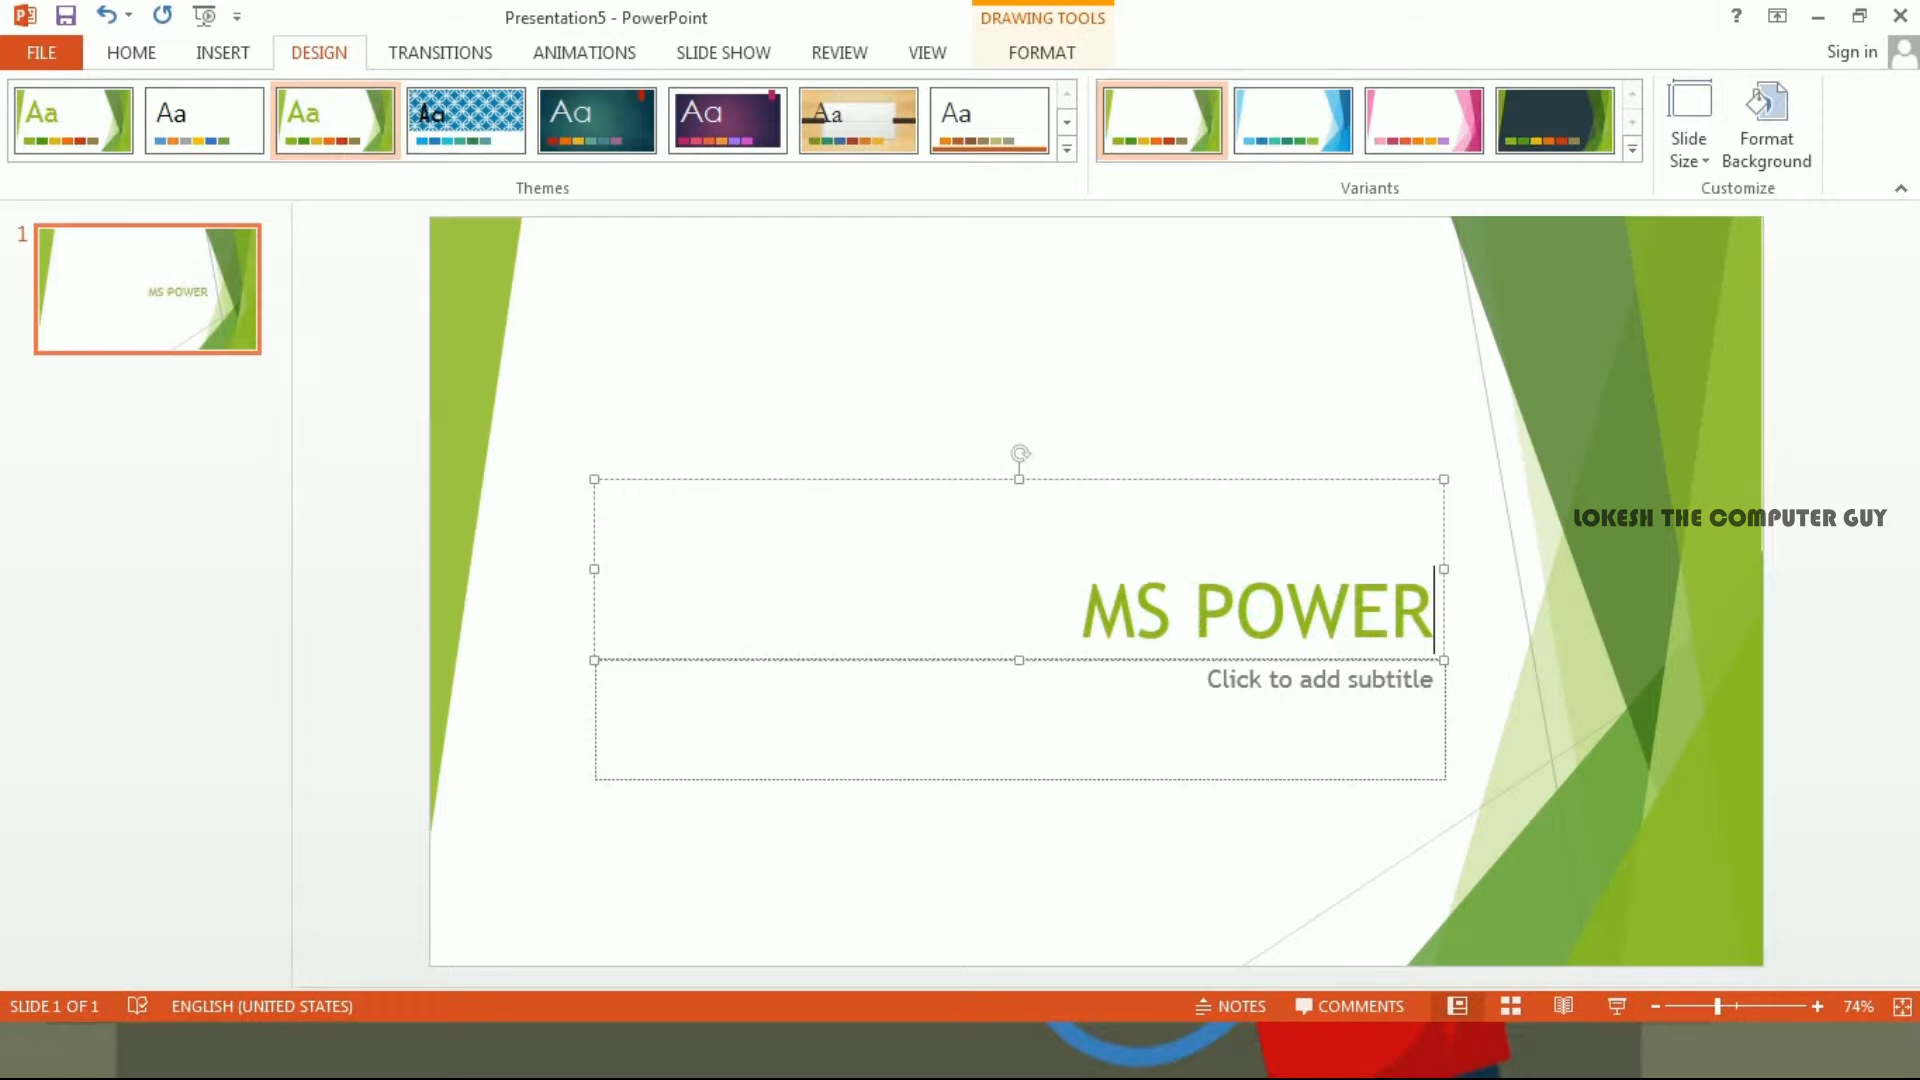 Presentation5 - PowerPoint
DRAWING TOOLS
?
FILE
HOME
INSERT
DESIGN
TRANSITIONS
ANIMATIONS
SLIDE SHOW
REVIEW
VIEW
FORMAT
Sign in
Aa
Aa
Aa
Aa
Aa
Aa
Aa
Aa
Slide
Size
Format
Background
Themes
Variants
Customize
1
MS POWER
LOKESH THE COMPUTER GUY
MS POWER
Click to add subtitle
SLIDE 1 OF 1
ENGLISH (UNITED STATES)
NOTES
COMMENTS
74%